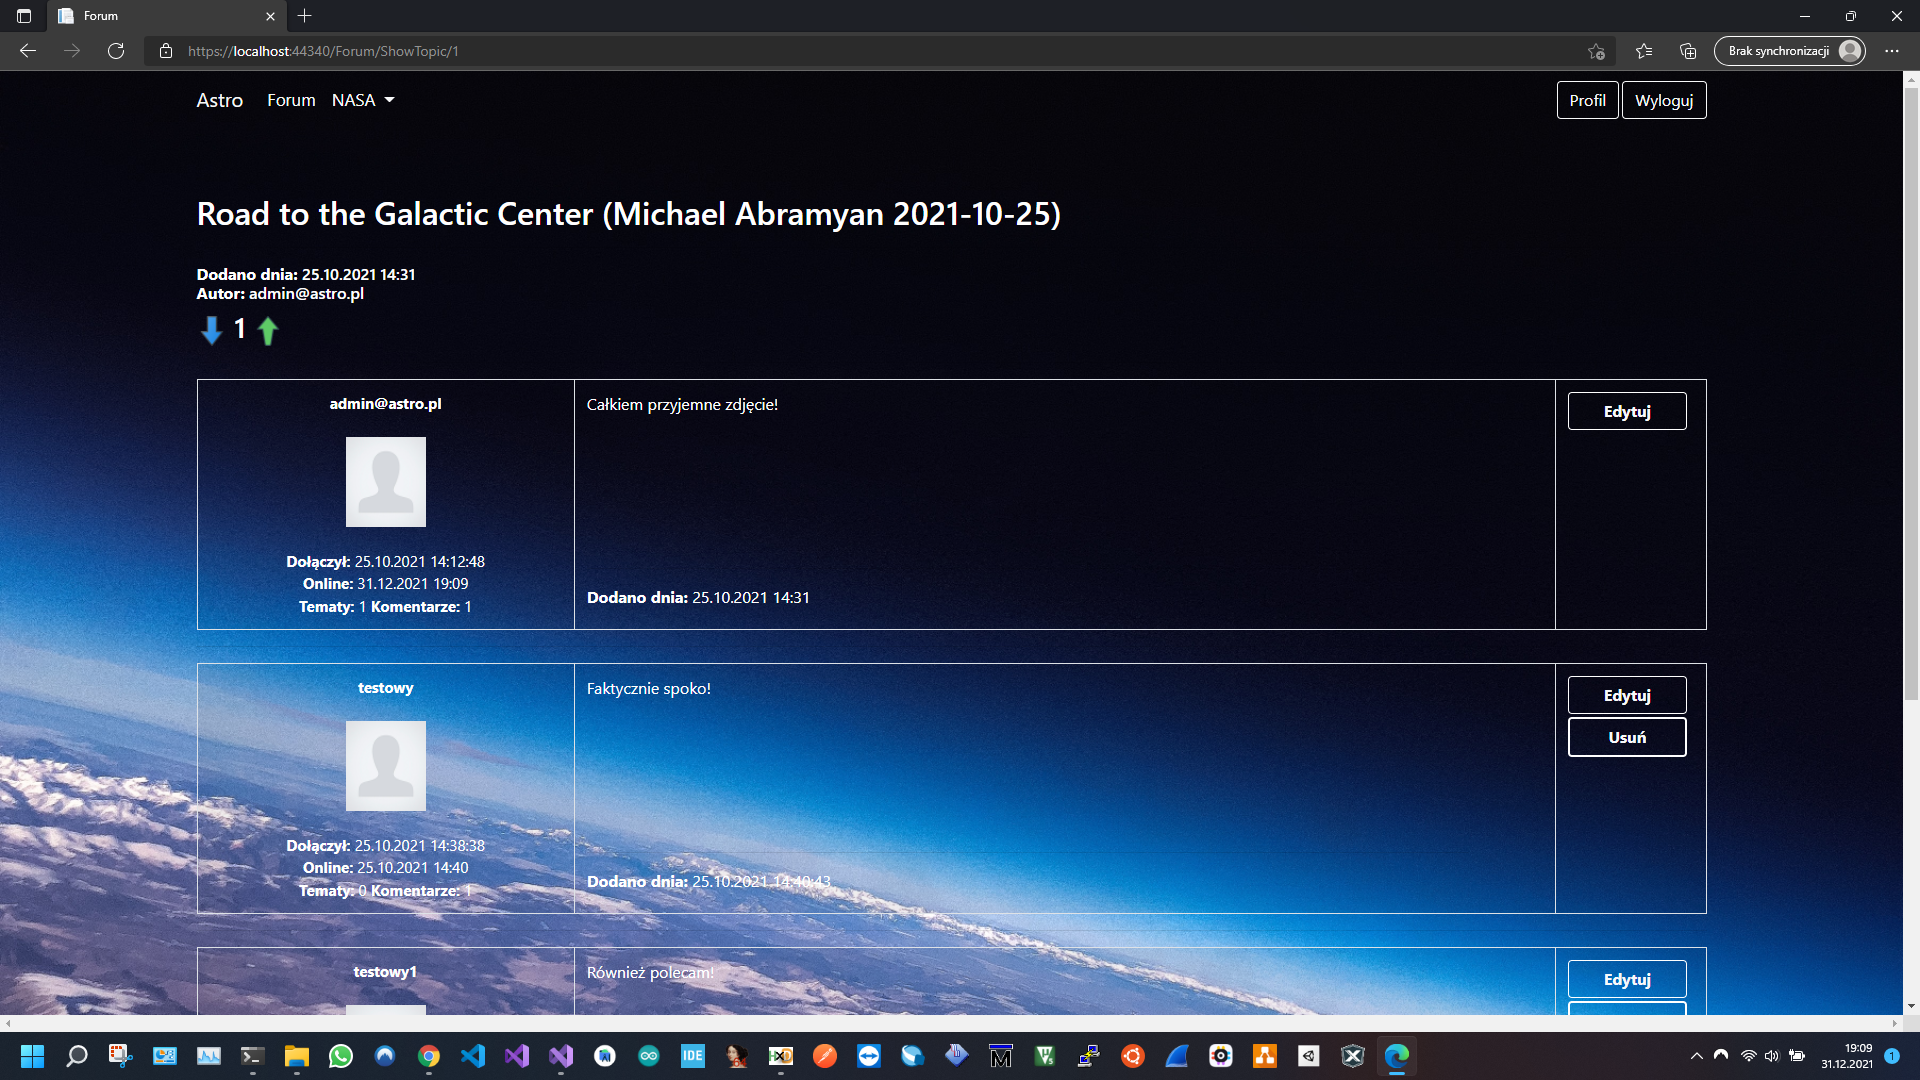 Forum
https://localhost:44340/Forum/ShowTopic/1
Brak synchronizacji
Astro Forum NASA
Profil Wyloguj
Road to the Galactic Center (Michael Abramyan 2021-10-25)
Dodano dnia: 25.10.2021 14:31
Autor: admin@astro.pl
1
admin@astro.pl
Całkiem przyjemne zdjęcie!
Edytuj
Dołączył: 25.10.2021 14:12:48
Online: 31.12.2021 19:09
Tematy: 1 Komentarze: 1
Dodano dnia: 25.10.2021 14:31
testowy
Faktycznie spoko!
Edytuj
Usuń
Dołączył: 25.10.2021 14:38:38
Online: 25.10.2021 14:40
Tematy: 0 Komentarze: 1
Dodano dnia: 25.10.2021 14:40:43
testowy1
Również polecam!
Edytuj
IDE
HXD
M
19:09
31.12.2021
1